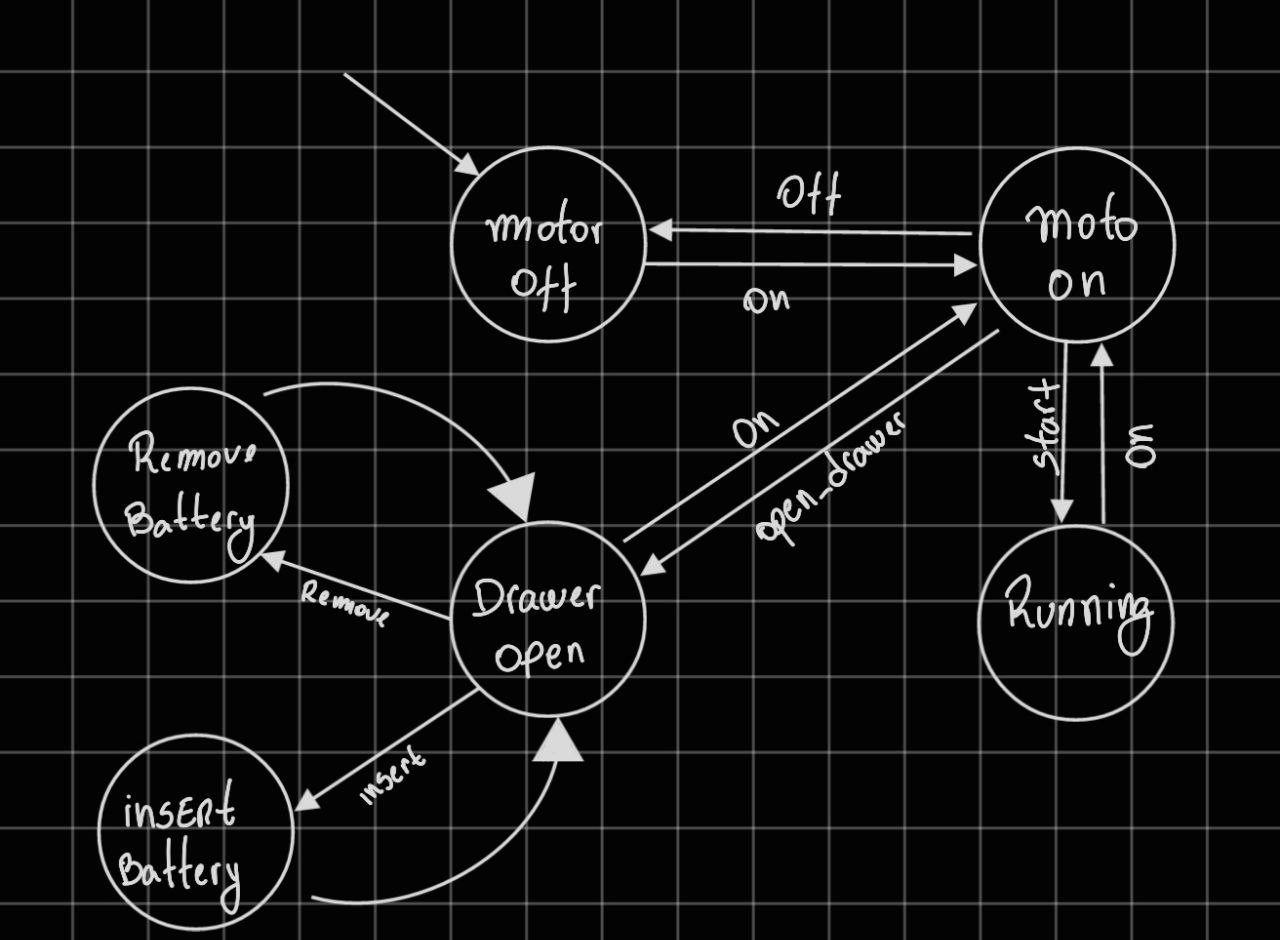 Off
motor
Off
moto
on
On
start
On
On
open_drawer
Remove
Battery
Remove
Drawer
open
Running
insert
insert
Battery